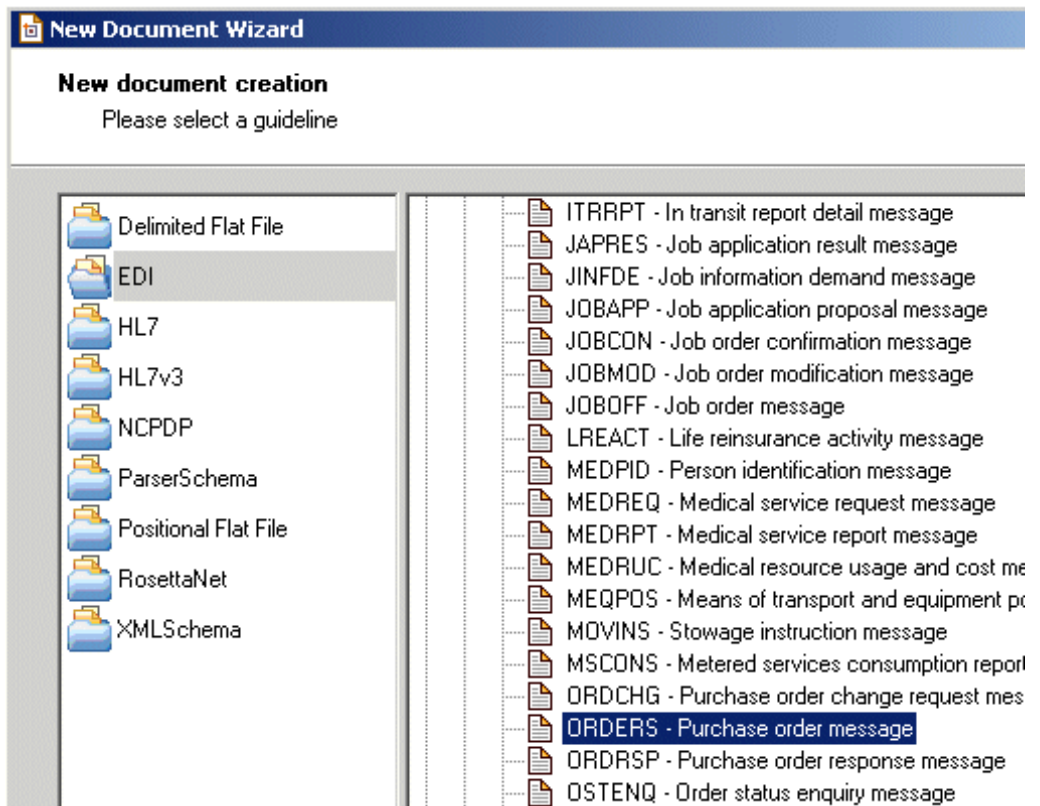 New Document Wizard
New document creation
Please select a guideline
Delimited Flat File
EDI
HL7
HL7v3
NCPDP
ParserSchema
Positional Flat File
RosettaNet
XMLSchema
ITRRPT - In transit report detail message
JAPRES - Job application result message
JINFDE - Job information demand message
JOBAPP - Job application proposal message
JOBCON - Job order confirmation message
JOBMOD - Job order modification message
JOBOFF - Job order message
LREACT - Life reinsurance activity message
MEDPID - Person identification message
MEDREQ - Medical service request message
MEDRPT - Medical service report message
MEDRUC - Medical resource usage and cost me
MEQPOS - Means of transport and equipment po
MOVINS - Stowage instruction message
MSCONS - Metered services consumption report
ORDCHG - Purchase order change request mes
ORDERS - Purchase order message
ORDRSP - Purchase order response message
OSTENQ - Order status enquiry message